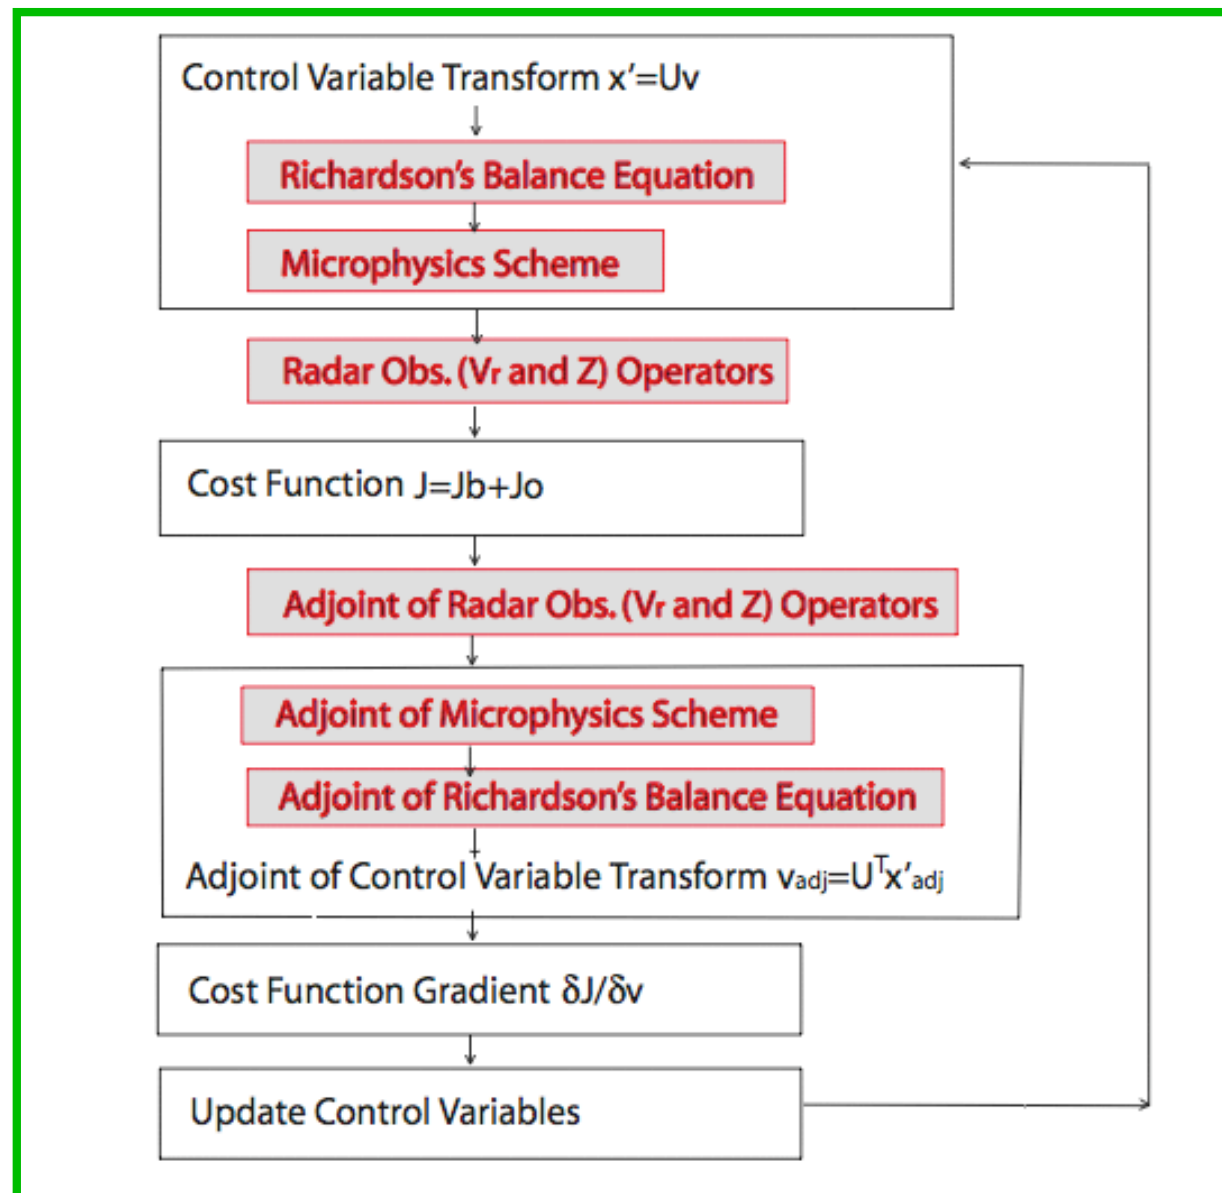 Control Variable Transform x'=Uv
Richardson's Balance Equation
Microphysics Scheme
Radar Obs. (Vr and Z) Operators
Cost Function J=Jb+Jo
Adjoint of Radar Obs. (Vr and Z) Operators
Adjoint of Microphysics Scheme
Adjoint of Richardson's Balance Equation
Adjoint of Control Variable Transform vadj=UTx'adj
Cost Function Gradient δJ/δv
Update Control Variables